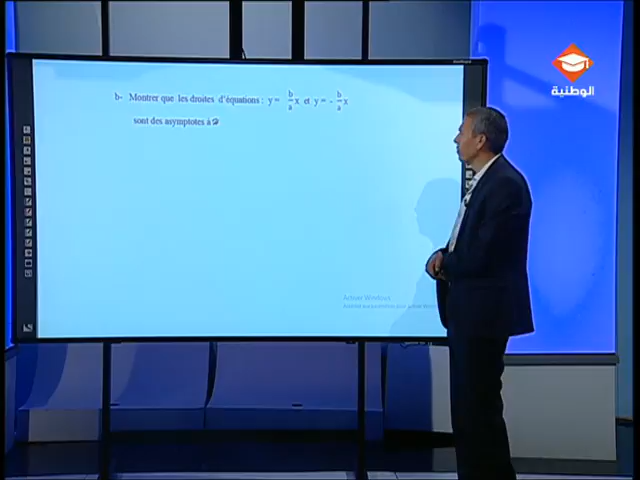 b- Montrer que les droites d'équations : y = b/a x et y = - b/a x
sont des asymptotes à
Activer Windows
الوطنية